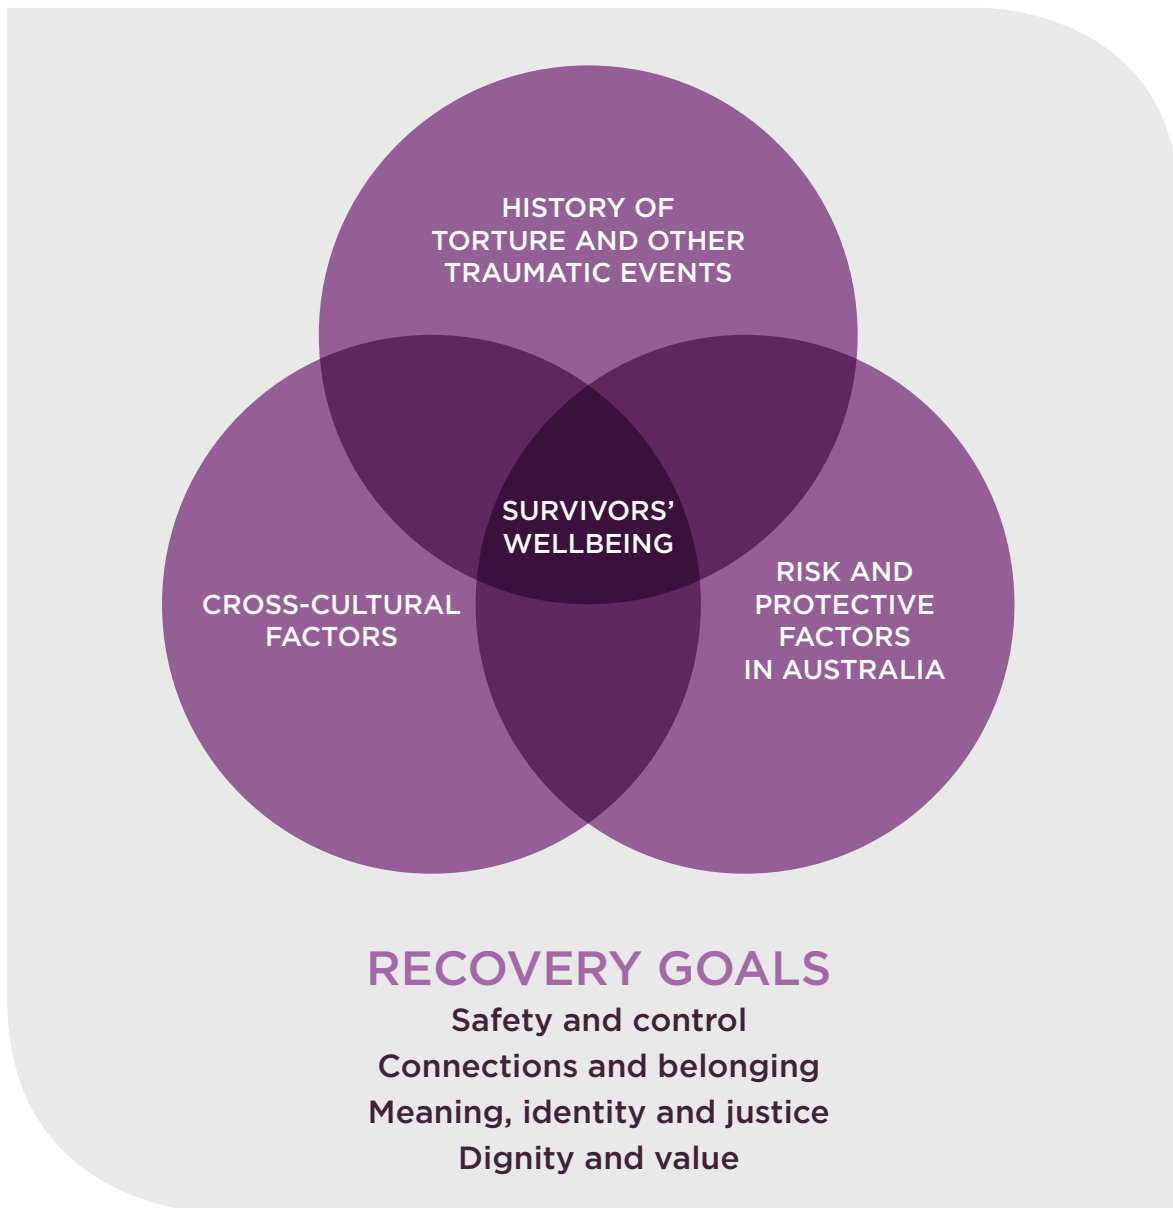 HISTORY OF
TORTURE AND OTHER
TRAUMATIC EVENTS
SURVIVORS’
WELLBEING
CROSS-CULTURAL
FACTORS
RISK AND
PROTECTIVE
FACTORS
IN AUSTRALIA
RECOVERY GOALS
Safety and control
Connections and belonging
Meaning, identity and justice
Dignity and value